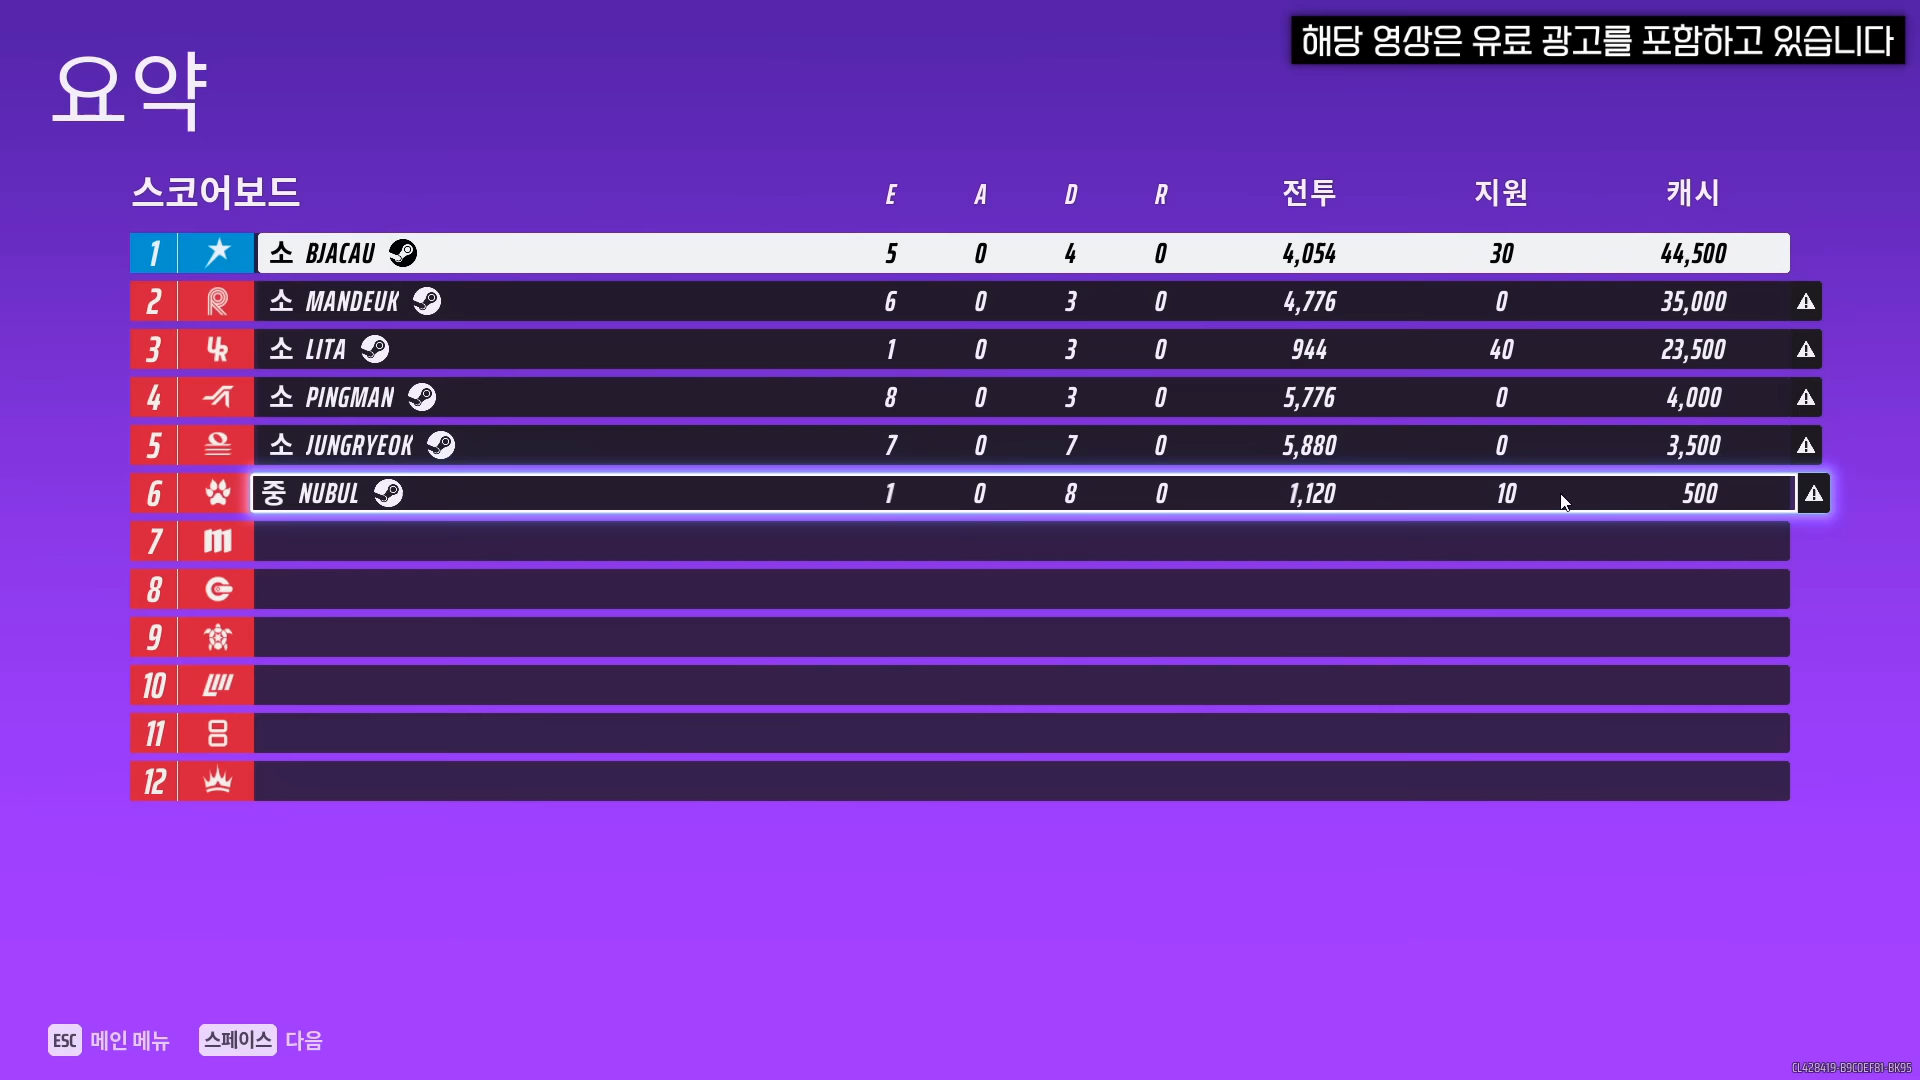 해당 영상은 유료 광고를 포함하고 있습니다
요약
스코어보드 E A D R 전투 지원 캐시
1 소 BJACAU 5 0 4 0 4,054 30 44,500
2 소 MANDEUK 6 0 3 0 4,776 0 35,000
3 소 LITA 1 0 3 0 944 40 23,500
4 소 PINGMAN 8 0 3 0 5,776 0 4,000
5 소 JUNGRYEOK 7 0 7 0 5,880 0 3,500
6 중 NUBUL 1 0 8 0 1,120 10 500
7
8
9
10
11
12
ESC 메인 메뉴 스페이스 다음
CL428419-B9C0EF81-BK95